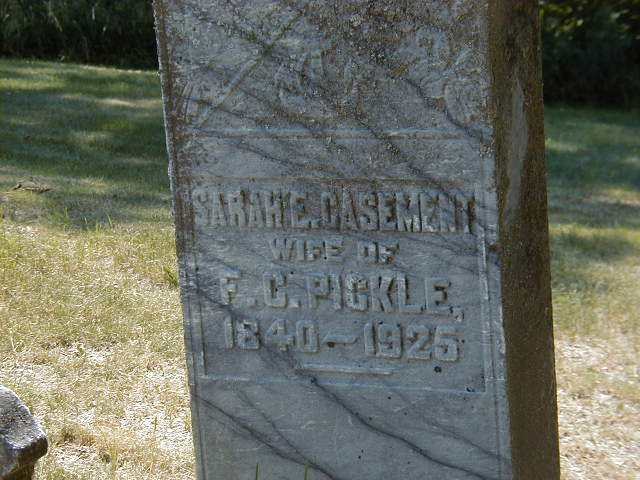 SARAH E. CASEMENT
WIFE OF
F. C. PICKLE,
1840–1925